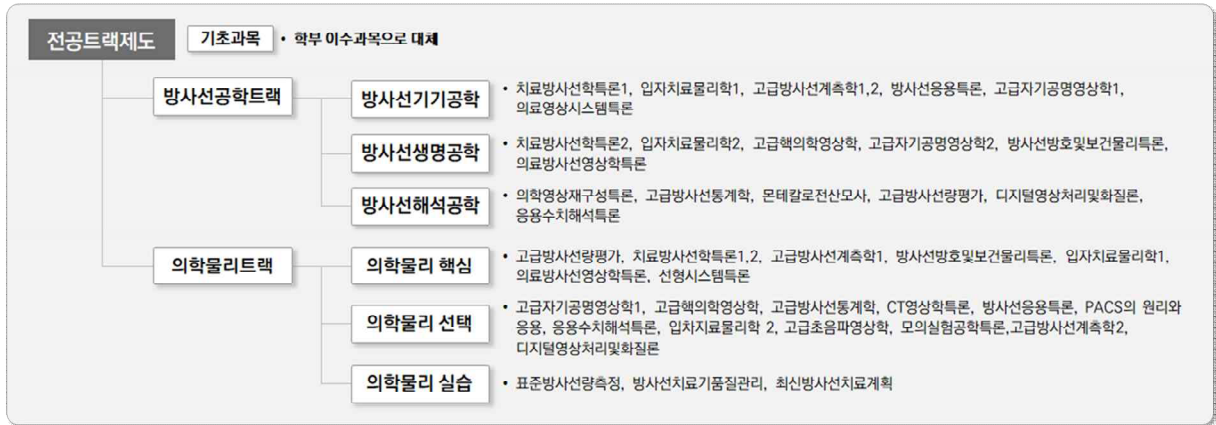 전공트랙제도
기초과목
• 학부 이수과목으로 대체
방사선공학트랙
방사선기기공학
• 치료방사선학특론1, 입자치료물리학1, 고급방사선계측학1,2, 방사선응용특론, 고급자기공명영상학1,
의료영상시스템특론
방사선생명공학
• 치료방사선학특론2, 입자치료물리학2, 고급핵의학영상학, 고급자기공명영상학2, 방사선방호및보건물리특론,
의료방사선영상학특론
방사선해석공학
• 의학영상재구성특론, 고급방사선통계학, 몬테칼로전산모사, 고급방사선량평가, 디지털영상처리및화질론,
응용수치해석특론
의학물리트랙
의학물리 핵심
• 고급방사선량평가, 치료방사선학특론1,2, 고급방사선계측학1, 방사선방호및보건물리특론, 입자치료물리학1,
의료방사선영상학특론, 선형시스템특론
의학물리 선택
• 고급자기공명영상학1, 고급핵의학영상학, 고급방사선통계학, CT영상학특론, 방사선응용특론, PACS의 원리와
응용, 응용수치해석특론, 입차지료물리학 2, 고급초음파영상학, 모의실험공학특론,고급방사선계측학2,
디지털영상처리및화질론
의학물리 실습
• 표준방사선량측정, 방사선치료기품질관리, 최신방사선치료계획